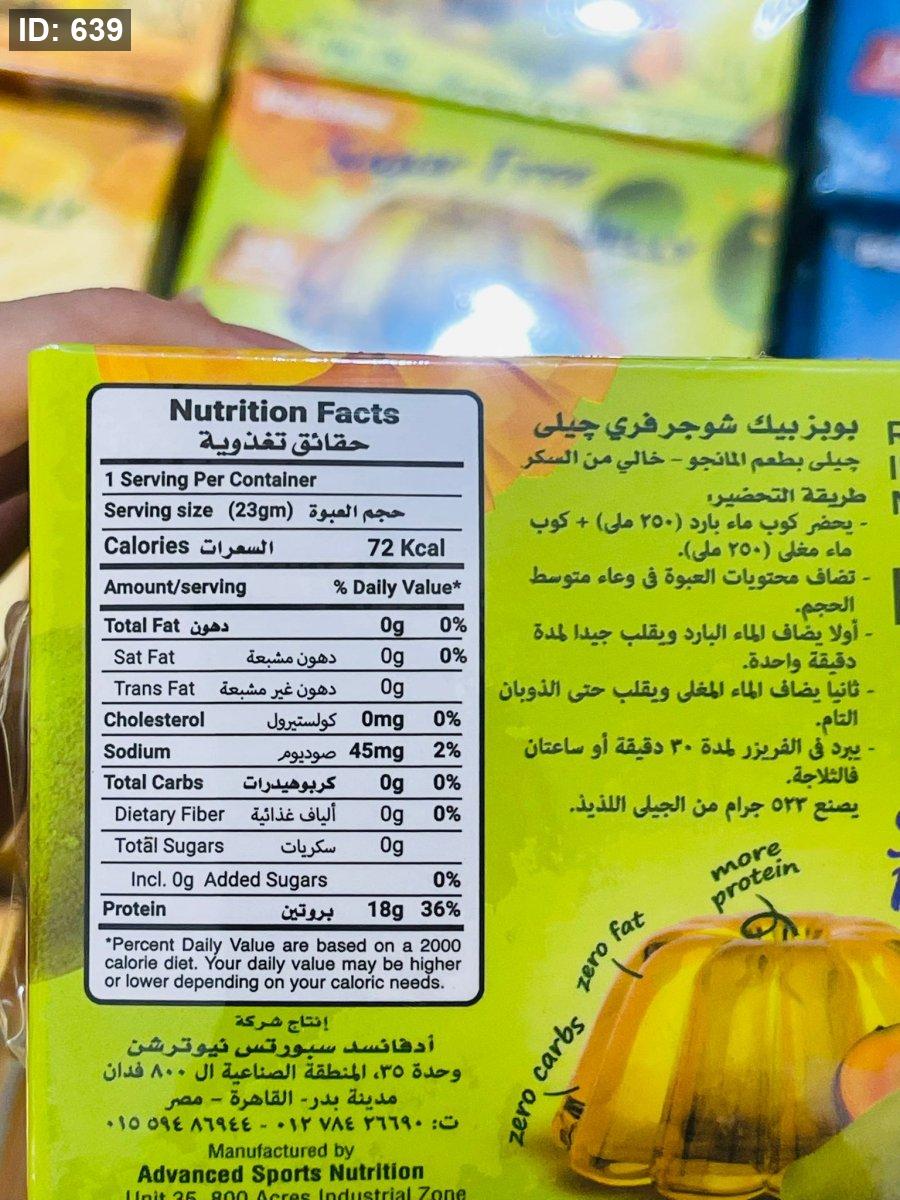 ID: 639
Sugar Free
JELLY
Nutrition Facts
حقائق تغذوية
1 Serving Per Container
Serving size (23gm) حجم العبوة
Calories السعرات 72 Kcal
Amount/serving % Daily Value*
Total Fat دهون 0g 0%
Sat Fat دهون مشبعة 0g 0%
Trans Fat دهون غير مشبعة 0g
Cholesterol كولستيرول 0mg 0%
Sodium صوديوم 45mg 2%
Total Carbs كربوهيدرات 0g 0%
Dietary Fiber ألياف غذائية 0g 0%
Total Sugars سكريات 0g
Incl. 0g Added Sugars 0%
Protein بروتين 18g 36%
*Percent Daily Value are based on a 2000
calorie diet. Your daily value may be higher
or lower depending on your caloric needs.
إنتاج شركة
أدفانسد سبورتس نيوترشن
وحدة ٣٥، المنطقة الصناعية ال ٨٠٠ فدان
مدينة بدر- القاهرة - مصر
ت: ٠١٢ ٧٨٤ ٢٦٦٩٠ - ٠١٥ ٥٩٤ ٨٦٩٤٤
Manufactured by
Advanced Sports Nutrition
Unit 35, 800 Acres Industrial Zone
بوبز بيك شوجر فري چيلى
چيلى بطعم المانجو - خالي من السكر
طريقة التحضير:
- يحضر كوب ماء بارد (٢٥٠ ملى) + كوب
ماء مغلى (٢٥٠ ملى).
- تضاف محتويات العبوة فى وعاء متوسط
الحجم.
- أولا يضاف الماء البارد ويقلب جيدا لمدة
دقيقة واحدة.
- ثانيا يضاف الماء المغلى ويقلب حتى الذوبان
التام.
- يبرد فى الفريزر لمدة ٣٠ دقيقة أو ساعتان
فالثلاجة.
يصنع ٥٢٣ جرام من الجيلى اللذيذ.
more
protein
zero fat
zero carbs